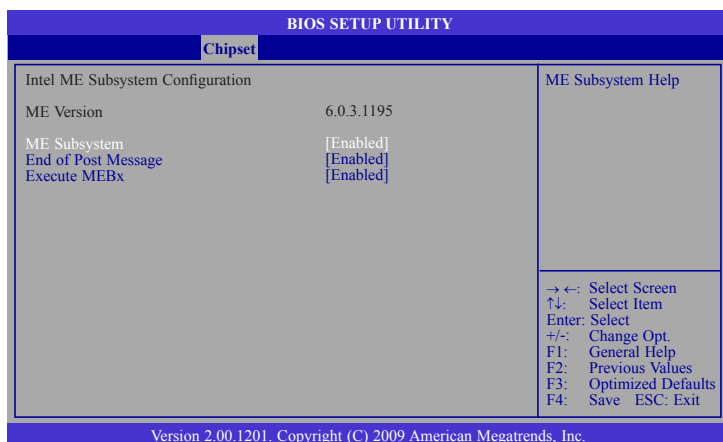 BIOS SETUP UTILITY
Chipset
Intel ME Subsystem Configuration
ME Version 6.0.3.1195
ME Subsystem [Enabled]
End of Post Message [Enabled]
Execute MEBx [Enabled]
ME Subsystem Help
→ ←: Select Screen
↑↓: Select Item
Enter: Select
+/-: Change Opt.
F1: General Help
F2: Previous Values
F3: Optimized Defaults
F4: Save ESC: Exit
Version 2.00.1201. Copyright (C) 2009 American Megatrends, Inc.